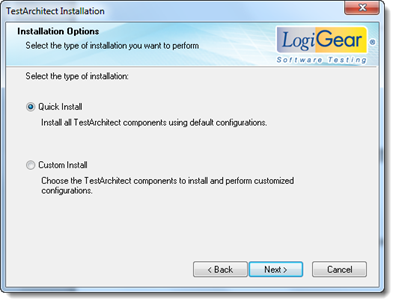 TestArchitect Installation
Installation Options
Select the type of installation you want to perform
LogiGear ®
Software Testing
Select the type of installation:
Quick Install
Install all TestArchitect components using default configurations.
Custom Install
Choose the TestArchitect components to install and perform customized
configurations.
< Back
Next >
Cancel